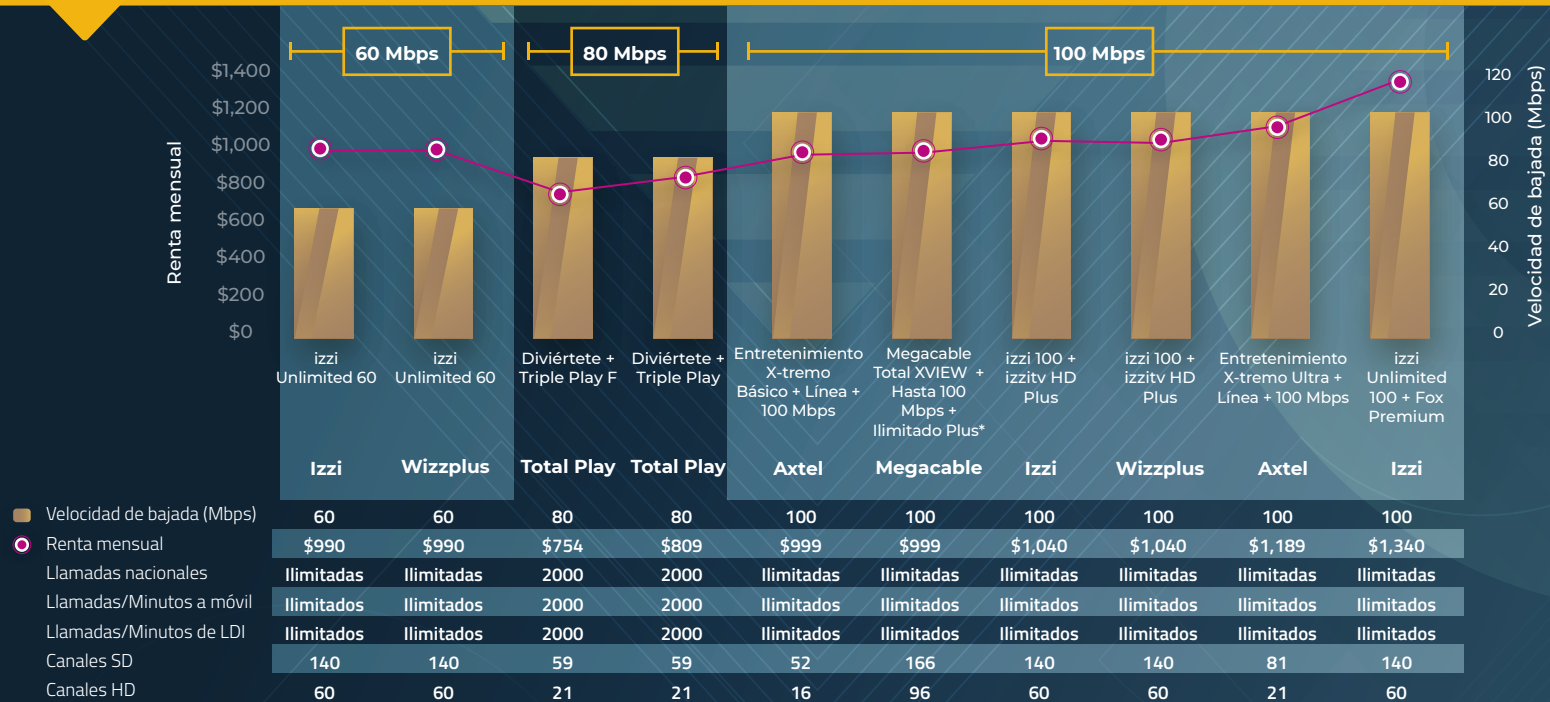 60 Mbps
80 Mbps
100 Mbps
Renta mensual
$1,400
$1,200
$1,000
$800
$600
$400
$200
$0
120
100
80
60
40
20
0
Velocidad de bajada (Mbps)
izzi
Unlimited 60
izzi
Unlimited 60
Diviértete +
Triple Play F
Diviértete +
Triple Play
Entretenimiento
X-tremo
Básico + Línea +
100 Mbps
Megacable
Total XVIEW +
Hasta 100
Mbps +
Ilimitado Plus*
izzi 100 +
izzitv HD
Plus
izzi 100 +
izzitv HD
Plus
Entretenimiento
X-tremo Ultra +
Línea + 100 Mbps
izzi
Unlimited
100 + Fox
Premium
Izzi Wizzplus Total Play Total Play Axtel Megacable Izzi Wizzplus Axtel Izzi
Velocidad de bajada (Mbps) 60 60 80 80 100 100 100 100 100 100
Renta mensual $990 $990 $754 $809 $999 $999 $1,040 $1,040 $1,189 $1,340
Llamadas nacionales Ilimitadas Ilimitadas 2000 2000 Ilimitadas Ilimitadas Ilimitadas Ilimitadas Ilimitadas Ilimitadas
Llamadas/Minutos a móvil Ilimitados Ilimitados 2000 2000 Ilimitados Ilimitados Ilimitados Ilimitados Ilimitados Ilimitados
Llamadas/Minutos de LDI Ilimitados Ilimitados 2000 2000 Ilimitados Ilimitados Ilimitados Ilimitados Ilimitados Ilimitados
Canales SD 140 140 59 59 52 166 140 140 81 140
Canales HD 60 60 21 21 16 96 60 60 21 60